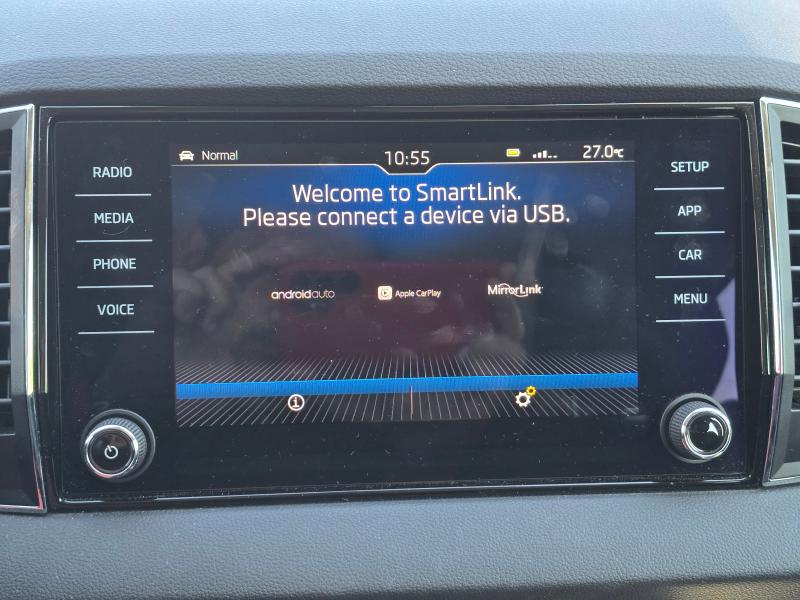 RADIO
MEDIA
PHONE
VOICE
Normal
10:55
27.0℃
Welcome to SmartLink.
Please connect a device via USB.
androidauto
Apple CarPlay
MirrorLink
SETUP
APP
CAR
MENU